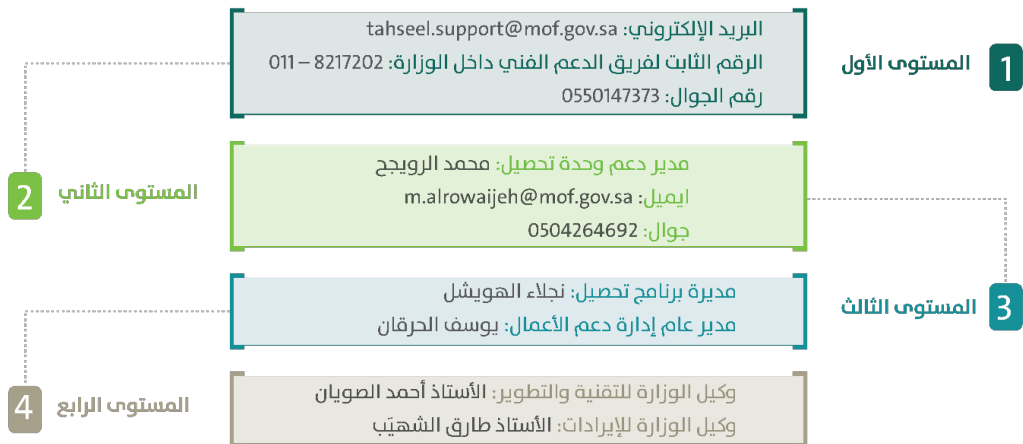 1
المستوى الأول
البريد الإلكتروني: tahseel.support@mof.gov.sa
الرقم الثابت لفريق الدعم الفني داخل الوزارة: 8217202 – 011
رقم الجوال: 0550147373
2
المستوى الثاني
مدير دعم وحدة تحصيل: محمد الرويجح
ايميل: m.alrowaijeh@mof.gov.sa
جوال: 0504264692
3
المستوى الثالث
مديرة برنامج تحصيل: نجلاء الهويشل
مدير عام إدارة دعم الأعمال: يوسف الحرقان
4
المستوى الرابع
وكيل الوزارة للتقنية والتطوير: الأستاذ أحمد الصويان
وكيل الوزارة للإيرادات: الأستاذ طارق الشهيَب